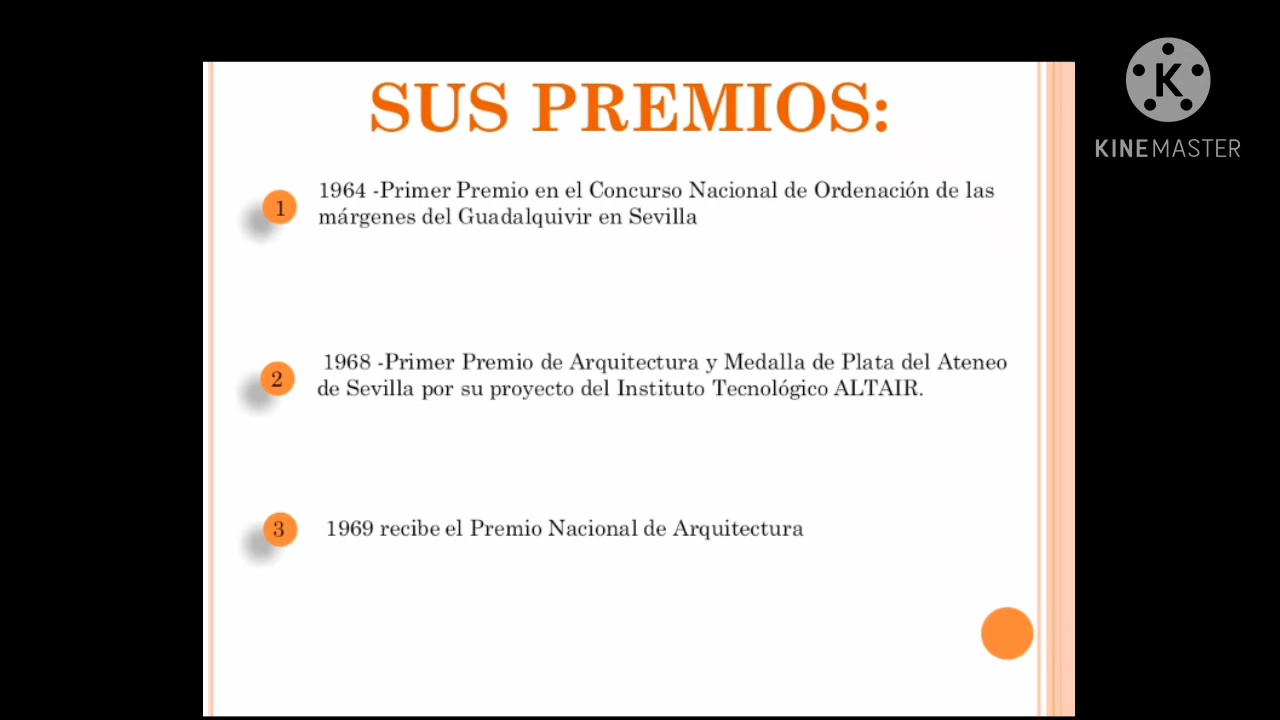 SUS PREMIOS:
K
KINEMASTER
1
1964 -Primer Premio en el Concurso Nacional de Ordenación de las
márgenes del Guadalquivir en Sevilla
2
1968 -Primer Premio de Arquitectura y Medalla de Plata del Ateneo
de Sevilla por su proyecto del Instituto Tecnológico ALTAIR.
3
1969 recibe el Premio Nacional de Arquitectura